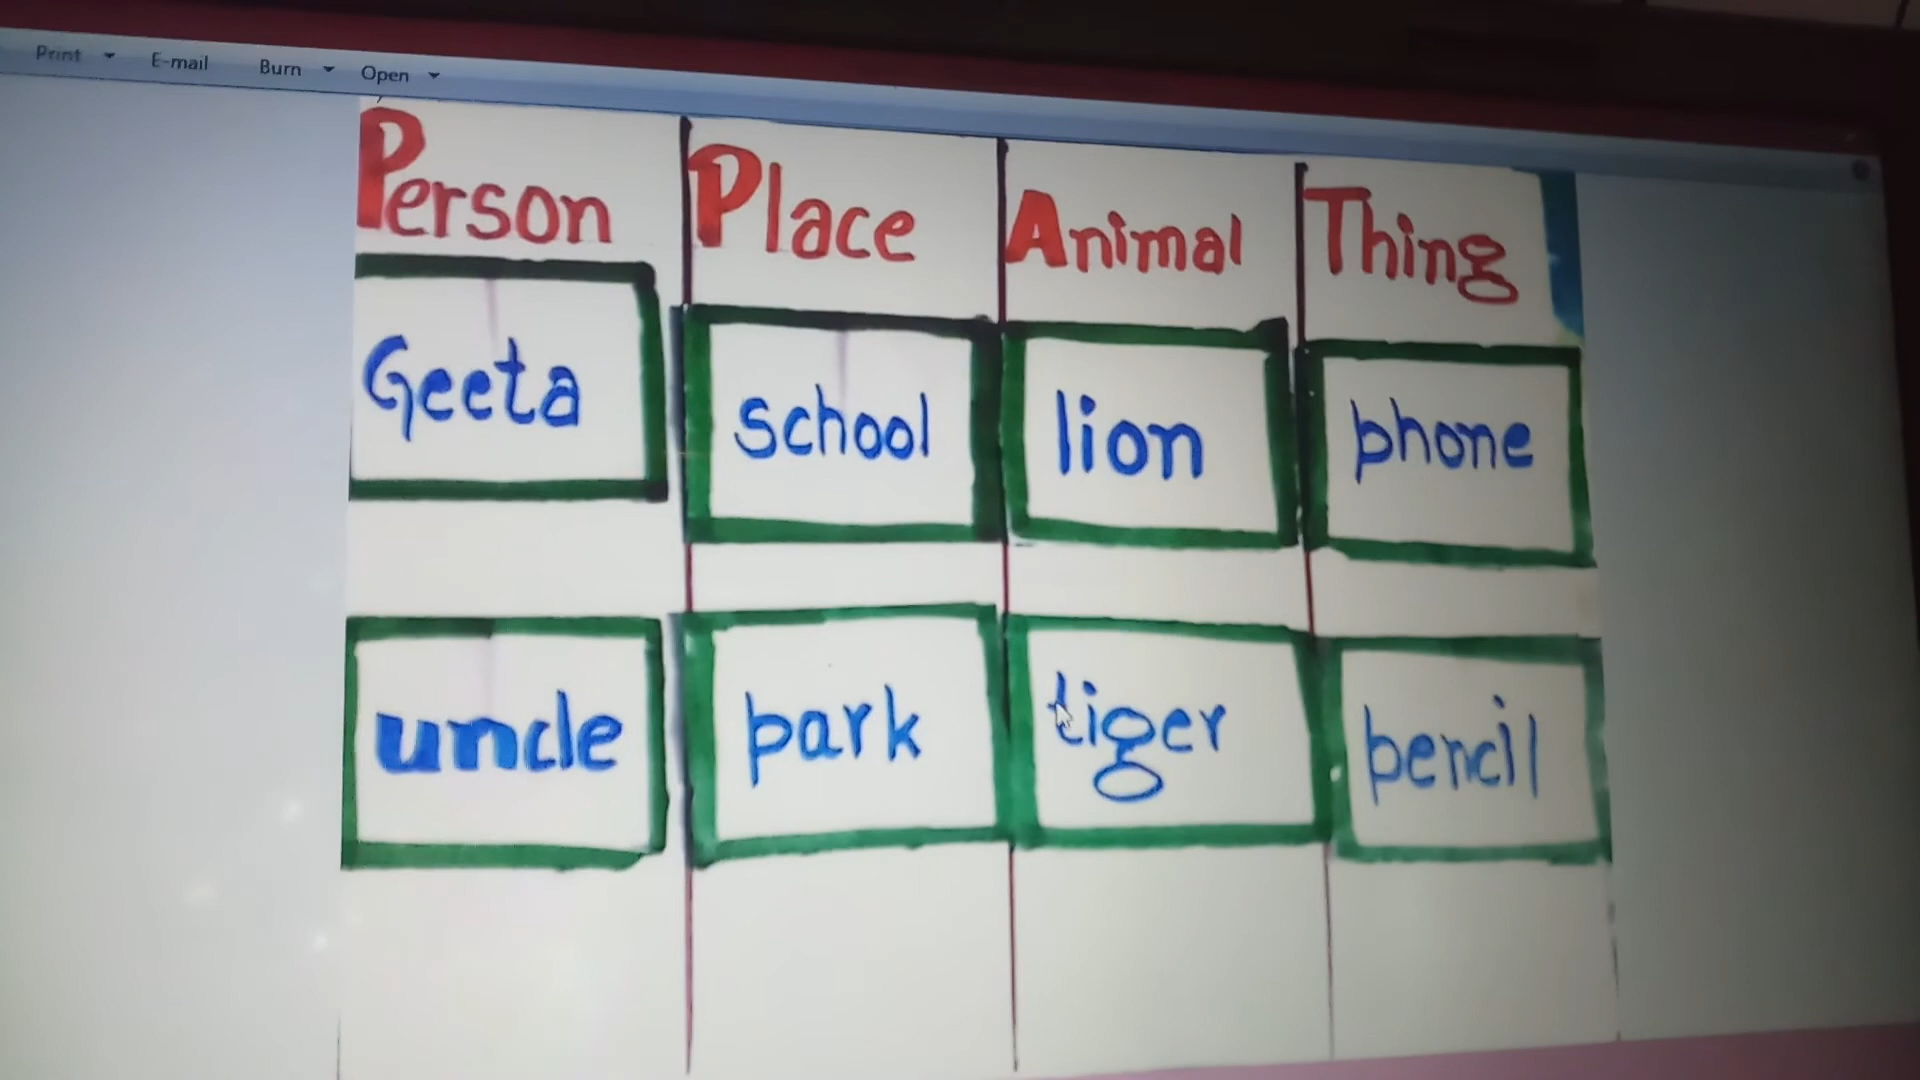 Print E-mail Burn Open
Person Place Animal Thing
Geeta school lion phone
uncle park tiger pencil